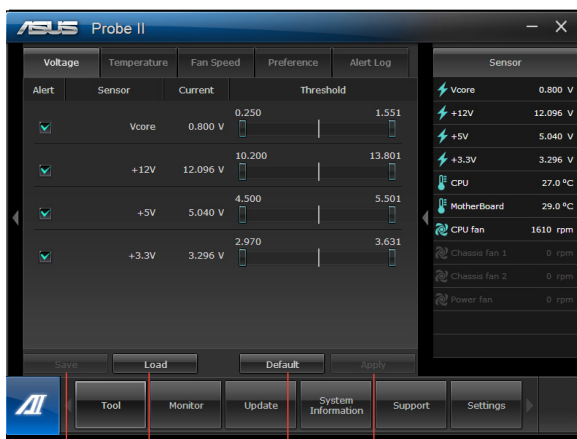 ASUS Probe II
Voltage Temperature Fan Speed Preference Alert Log
Alert Sensor Current Threshold
Vcore 0.800 V 0.250 1.551
+12V 12.096 V 10.200 13.801
+5V 5.040 V 4.500 5.501
+3.3V 3.296 V 2.970 3.631
Save Load Default Apply
Sensor
Vcore 0.800 V
+12V 12.096 V
+5V 5.040 V
+3.3V 3.296 V
CPU 27.0 ºC
MotherBoard 29.0 ºC
CPU fan 1610 rpm
Chassis fan 1 0 rpm
Chassis fan 2 0 rpm
Power fan 0 rpm
Tool Monitor Update System Information Support Settings